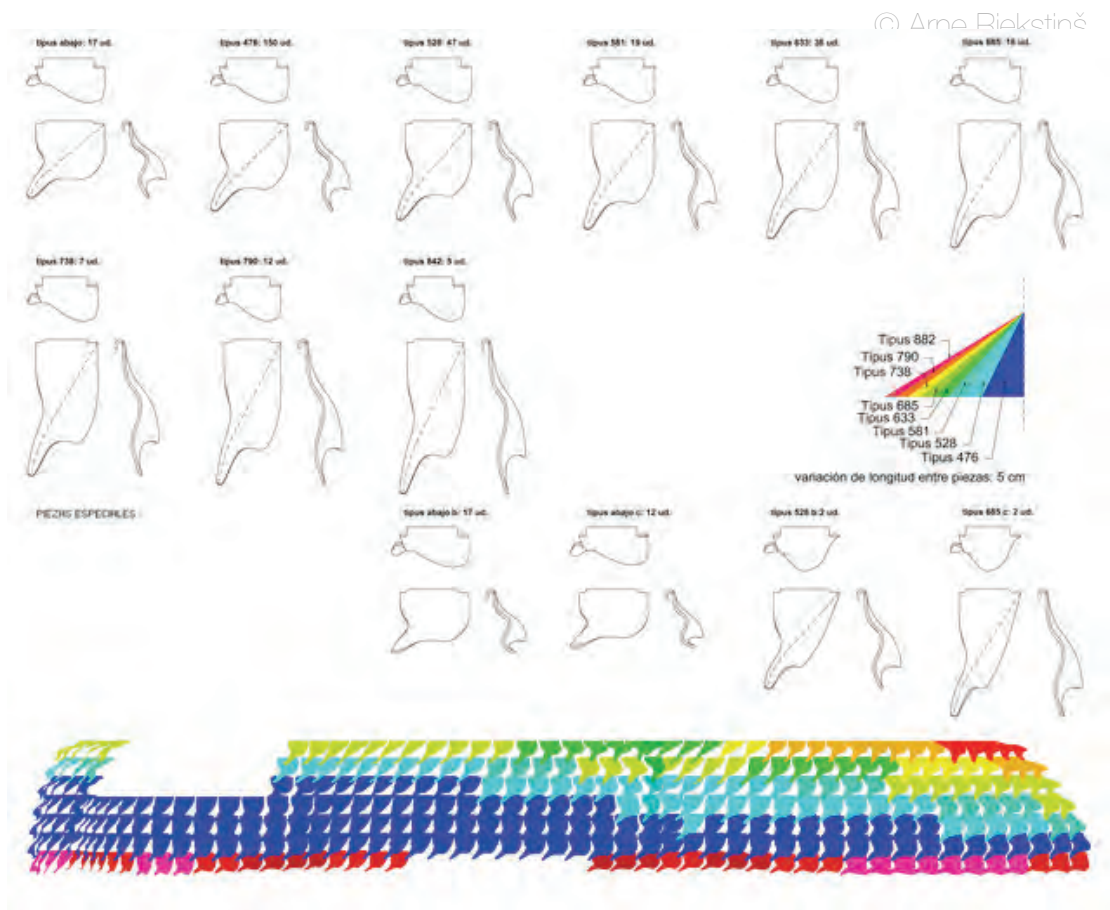 © Arne Riekstiņš
tipus abajo: 17 ud.
tipus 476: 150 ud.
tipus 528: 47 ud.
tipus 581: 19 ud.
tipus 633: 38 ud.
tipus 685: 16 ud.
tipus 738: 7 ud.
tipus 790: 12 ud.
tipus 842: 5 ud.
Tipus 882
Tipus 790
Tipus 738
Tipus 685
Tipus 633
Tipus 581
Tipus 528
Tipus 476
variación de longitud entre piezas: 5 cm
PIEZAS ESPECIALES :
tipus abajo b: 17 ud.
tipus abajo c: 12 ud.
tipus 528 b:2 ud.
tipus 685 c: 2 ud.